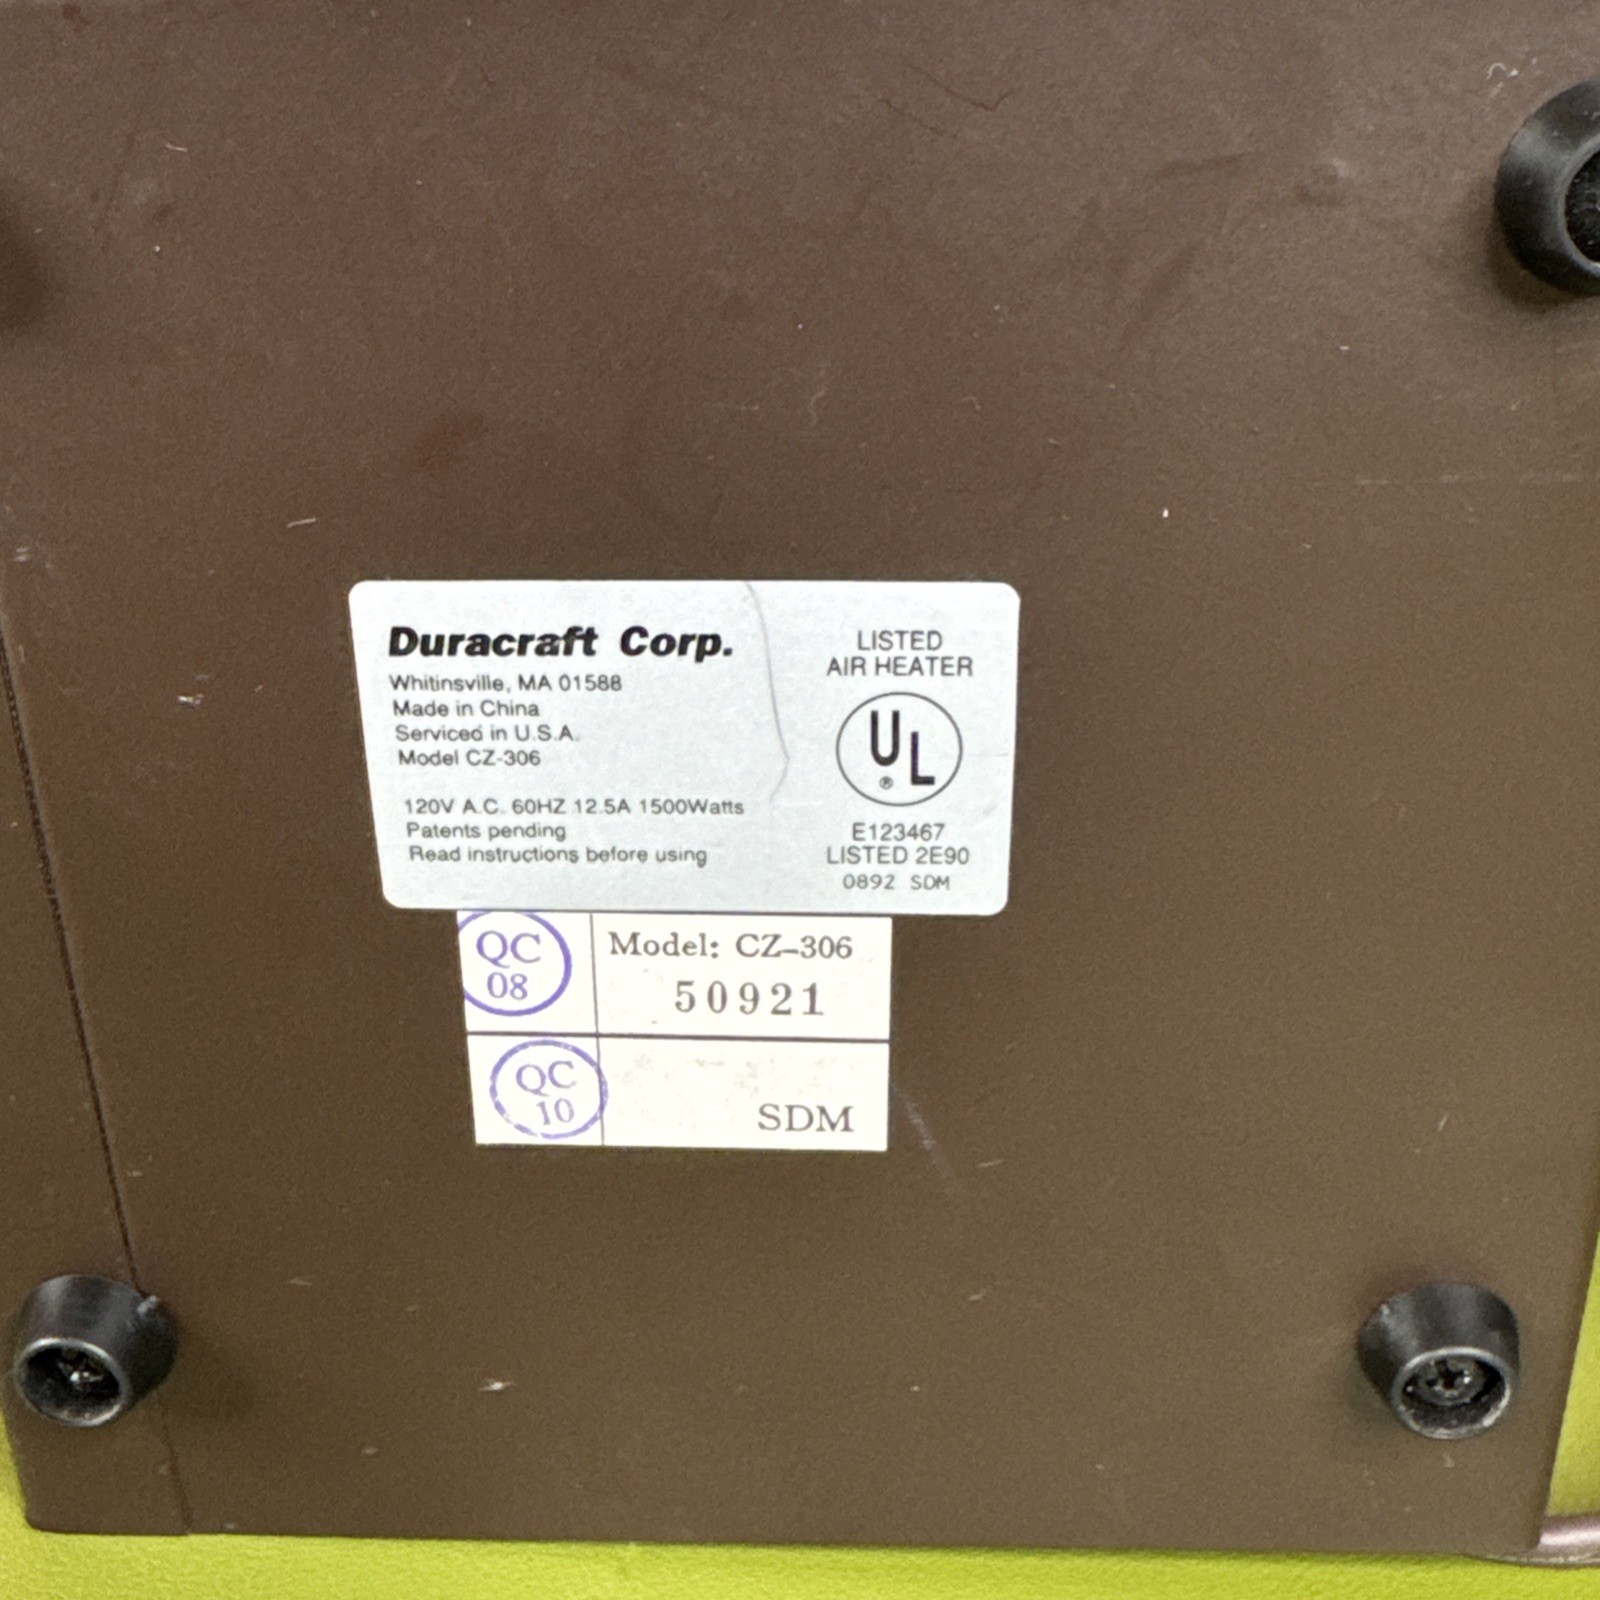 Duracraft Corp.
Whitinsville, MA 01588
Made in China
Serviced in U.S.A.
Model CZ-306
120V A.C. 60HZ 12.5A 1500Watts
Patents pending
Read instructions before using
LISTED
AIR HEATER
UL
®
E123467
LISTED 2E90
0892 SDM
QC
08
Model: CZ-306
50921
QC
10
SDM